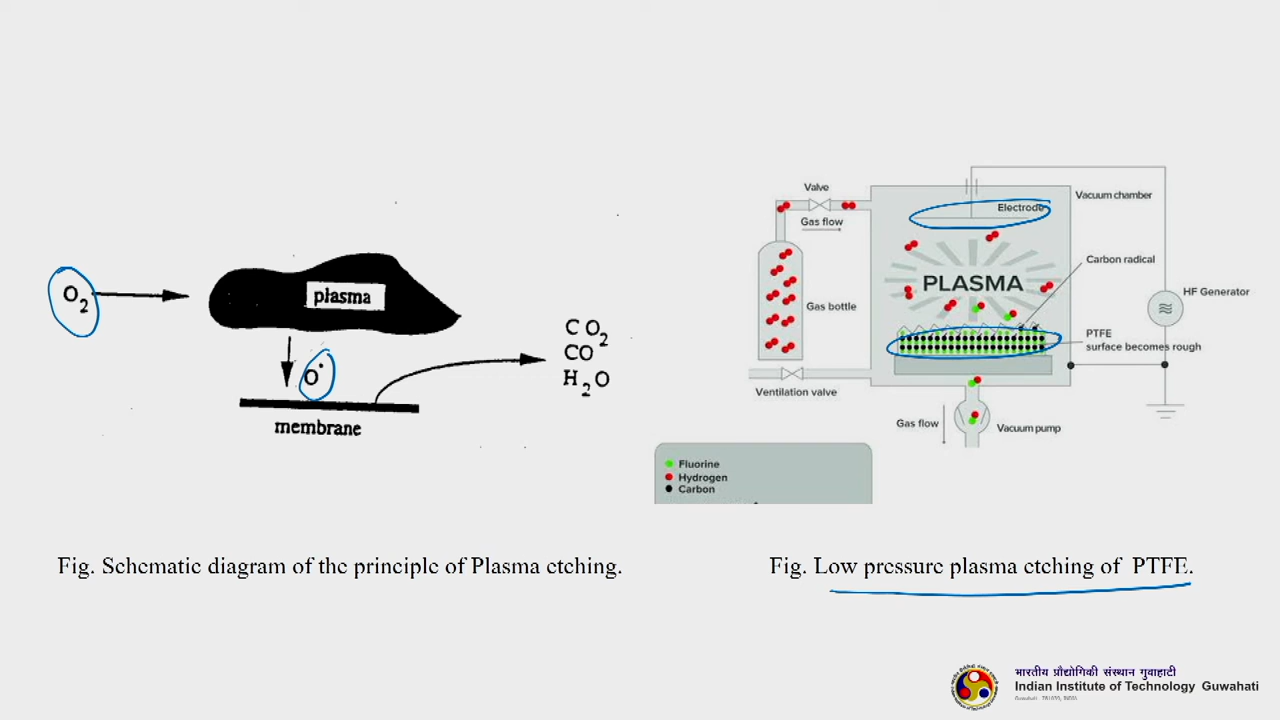 O2
plasma
O•
membrane
C O2
CO
H2O
Fig. Schematic diagram of the principle of Plasma etching.
Valve
Gas flow
Gas bottle
Ventilation valve
Electrode
Vacuum chamber
PLASMA
Carbon radical
HF Generator
PTFE
surface becomes rough
Gas flow
Vacuum pump
Fluorine
Hydrogen
Carbon
Fig. Low pressure plasma etching of PTFE.
भारतीय प्रौद्योगिकी संस्थान गुवाहाटी
Indian Institute of Technology Guwahati